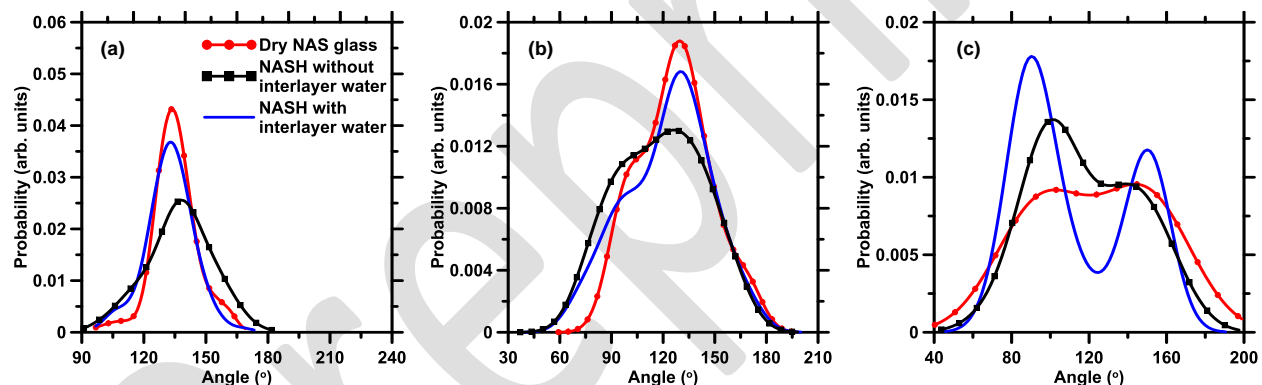 (a)
Dry NAS glass
NASH without
interlayer water
NASH with
interlayer water
0.06
0.05
0.04
0.03
0.02
0.01
0
Probability (arb. units)
90 120 150 180 210 240
Angle (º)
(b)
0.02
0.016
0.012
0.008
0.004
0
Probability (arb. units)
30 60 90 120 150 180 210
Angle (º)
(c)
0.02
0.015
0.01
0.005
0
Probability (arb. units)
40 80 120 160 200
Angle (º)